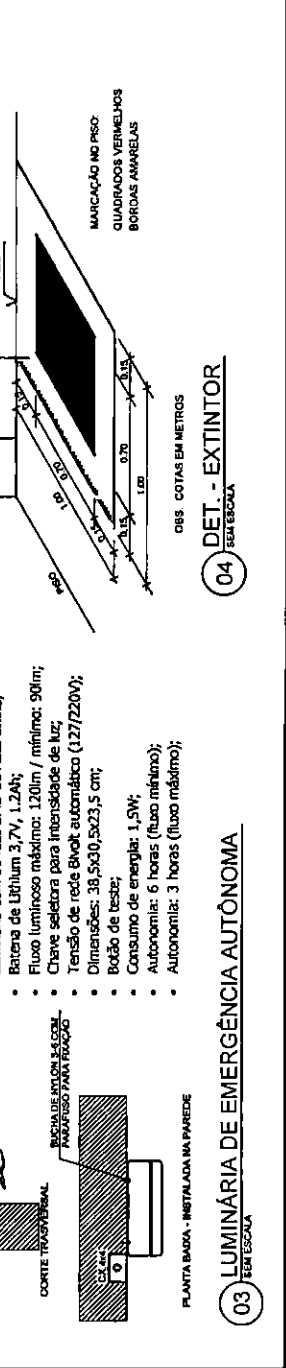 CORTE TRASVERSAL
BUCHA DE NYLON S-6 COM
PARAFUSO PARA FIXAÇÃO
CX 4x4
PLANTA BAIXA - INSTALADA NA PAREDE
• Bateria de Lithium 3,7V, 1.2Ah;
• Fluxo luminoso máximo: 120lm / mínimo: 90lm;
• Chave seletora para intensidade de luz;
• Tensão de rede Bivolt automático (127/220V);
• Dimensões: 38,5x30,5x23,5 cm;
• Botão de teste;
• Consumo de energia: 1,5W;
• Autonomia: 6 horas (fluxo mínimo);
• Autonomia: 3 horas (fluxo máximo);
03 LUMINÁRIA DE EMERGÊNCIA AUTÔNOMA
SEM ESCALA
PISO
0.15
0.70
1.00
0.15
0.15
0.70
0.15
1.00
MARCAÇÃO NO PISO:
QUADRADOS VERMELHOS
BORDAS AMARELAS
OBS. COTAS EM METROS
04 DET. - EXTINTOR
SEM ESCALA